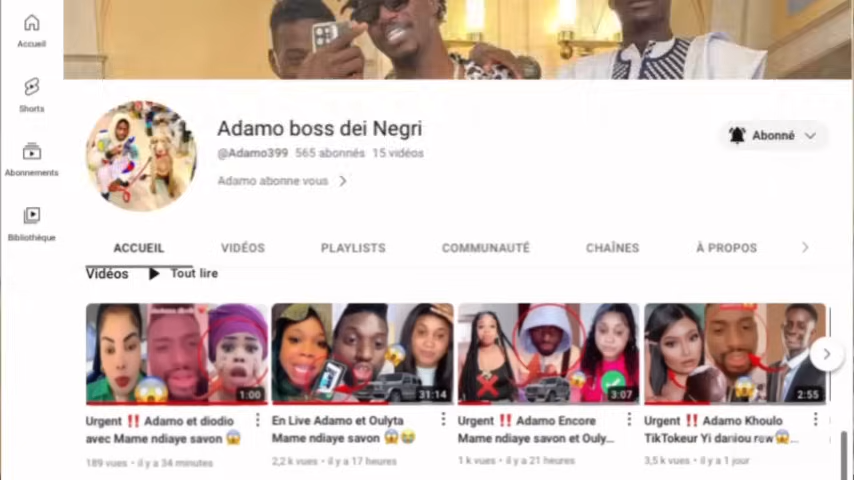 Accueil
Shorts
Abonnements
Bibliothèque
Adamo boss dei Negri
@Adamo399 565 abonnés 15 vidéos
Adamo abonne vous
Abonné
ACCUEIL VIDÉOS PLAYLISTS COMMUNAUTÉ CHAÎNES À PROPOS
Vidéos Tout lire
1:00
31:14
3:07
2:55
Urgent ‼️ Adamo et diodio
avec Mame ndiaye savon 😱
189 vues • il y a 34 minutes
En Live Adamo et Oulyta
Mame ndiaye savon 😱😭
2,2 k vues • il y a 17 heures
Urgent ‼️ Adamo Encore
Mame ndiaye savon et Ouly...
1 k vues • il y a 21 heures
Urgent ‼️ Adamo Khoulo
TikTokeur Yi daniou rew😱...
3,5 k vues • il y a 1 jour